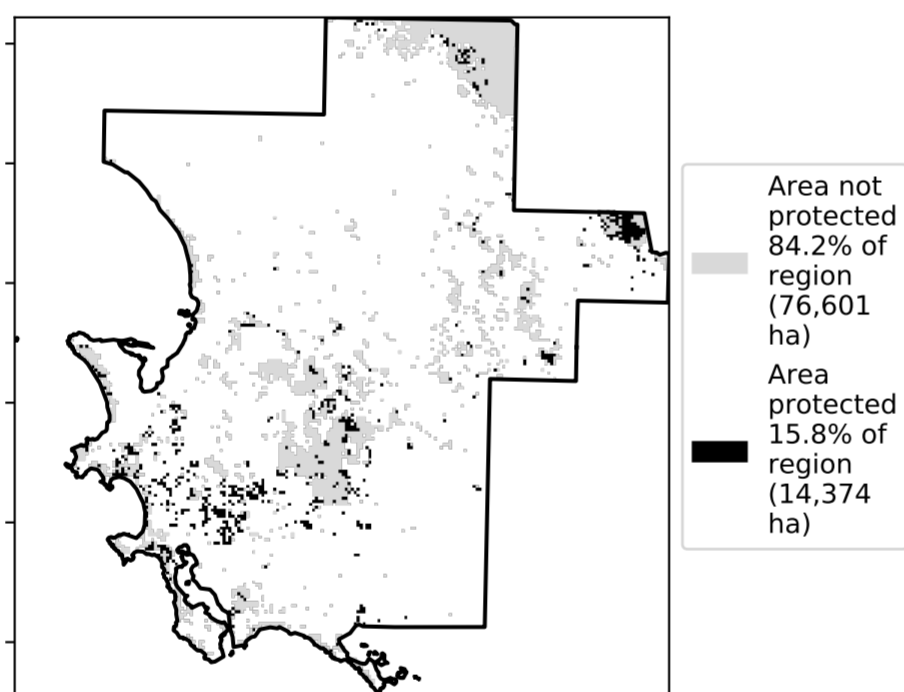 Area not
protected
84.2% of
region
(76,601
ha)
Area
protected
15.8% of
region
(14,374
ha)